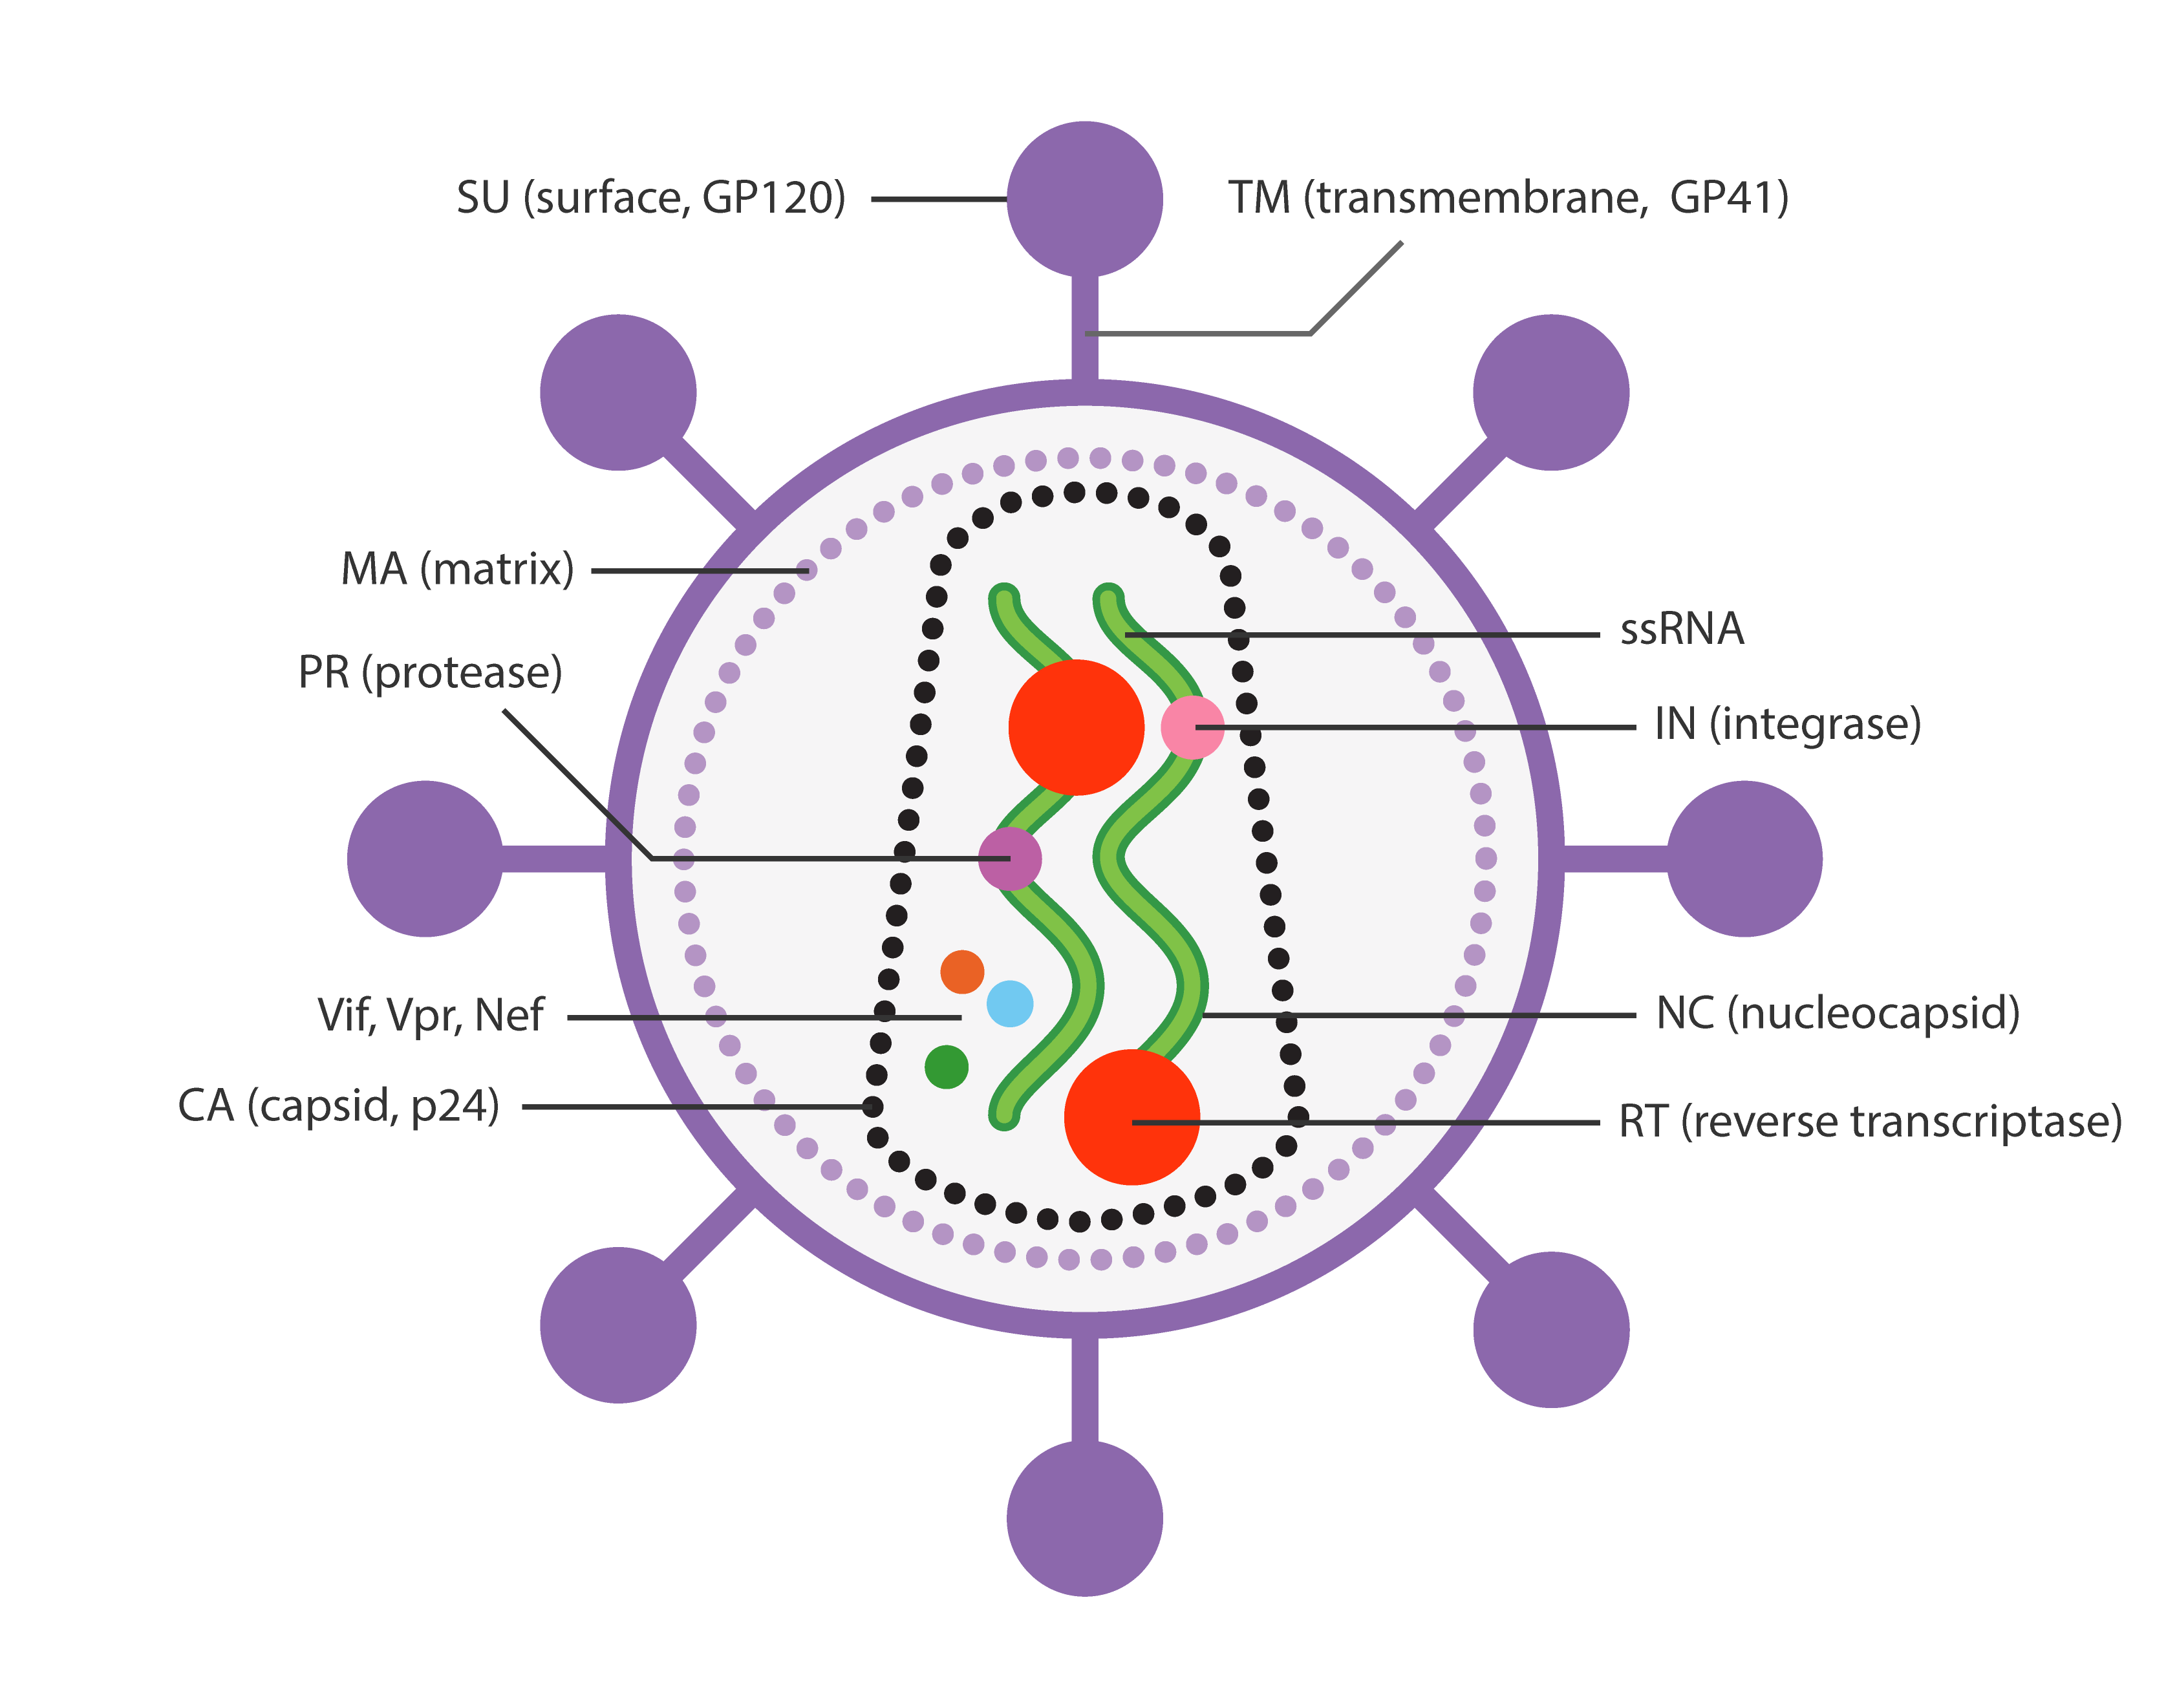 SU (surface, GP120)
TM (transmembrane, GP41)
MA (matrix)
ssRNA
PR (protease)
IN (integrase)
Vif, Vpr, Nef
NC (nucleocapsid)
CA (capsid, p24)
RT (reverse transcriptase)